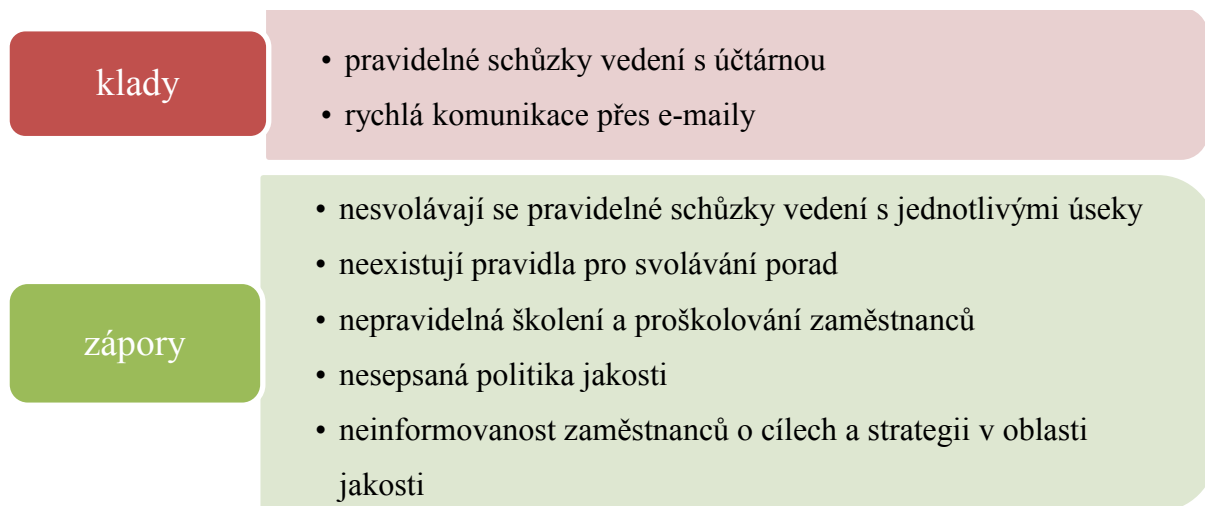 klady
• pravidelné schůzky vedení s účtárnou
• rychlá komunikace přes e-maily
zápory
• nesvolávají se pravidelné schůzky vedení s jednotlivými úseky
• neexistují pravidla pro svolávání porad
• nepravidelná školení a proškolování zaměstnanců
• nesepsaná politika jakosti
• neinformovanost zaměstnanců o cílech a strategii v oblasti
jakosti